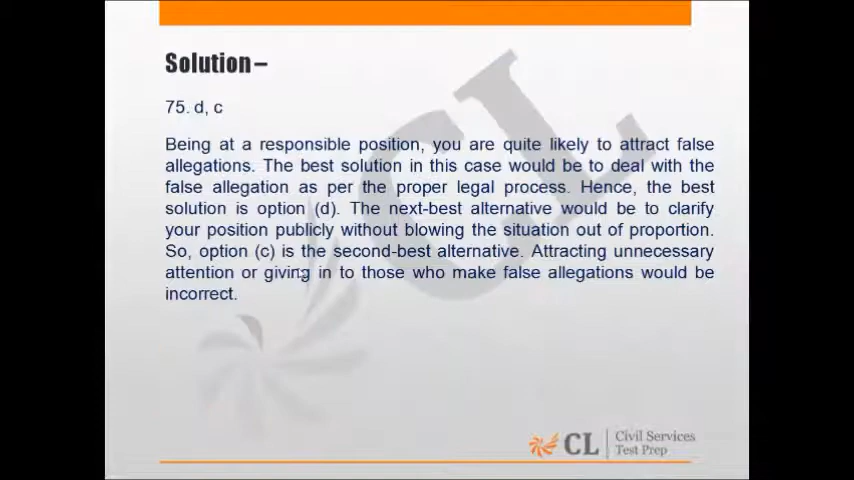 Solution –
75. d, c
Being at a responsible position, you are quite likely to attract false
allegations. The best solution in this case would be to deal with the
false allegation as per the proper legal process. Hence, the best
solution is option (d). The next-best alternative would be to clarify
your position publicly without blowing the situation out of proportion.
So, option (c) is the second-best alternative. Attracting unnecessary
attention or giving in to those who make false allegations would be
incorrect.
CL
CL
Civil Services
Test Prep